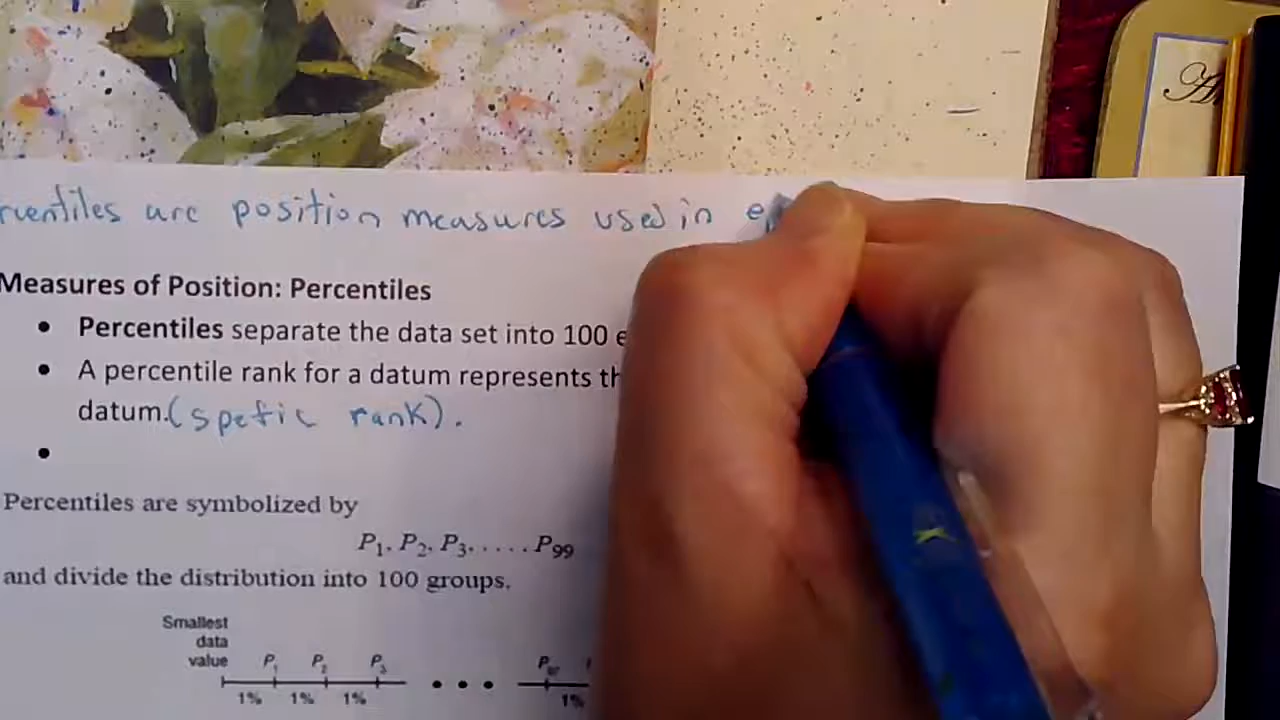 rcentiles are position measures used in
Measures of Position: Percentiles
• Percentiles separate the data set into 100 e
• A percentile rank for a datum represents th
datum.(spefic rank).
•
Percentiles are symbolized by
P₁, P₂, P₃, . . . . . P₉₉
and divide the distribution into 100 groups.
Smallest
data
value P₁ P₂ P₃
1% 1% 1% • • • 1%